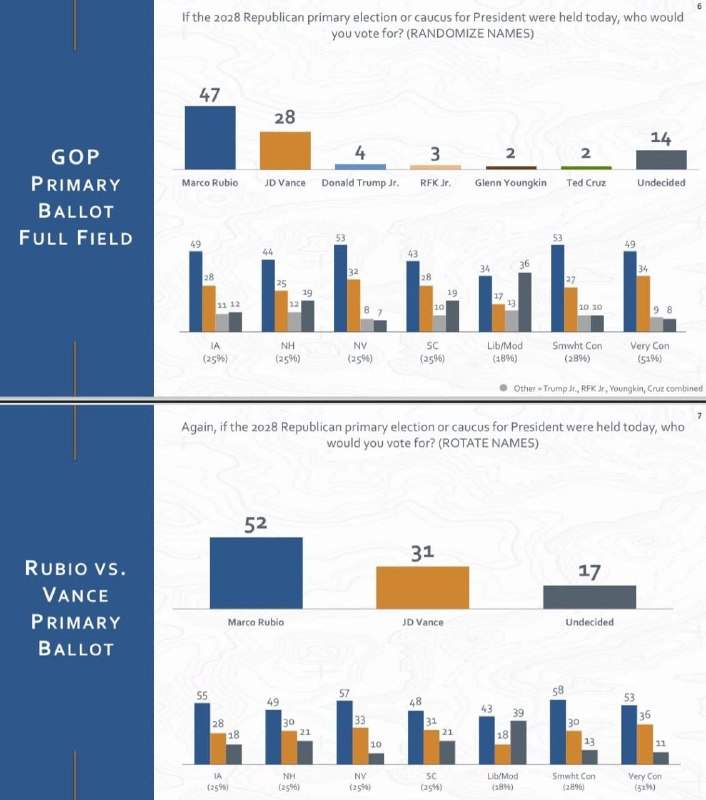 6
If the 2028 Republican primary election or caucus for President were held today, who would
you vote for? (RANDOMIZE NAMES)
GOP
PRIMARY
BALLOT
FULL FIELD
47
28
4
3
2
2
14
Marco Rubio
JD Vance
Donald Trump Jr.
RFK Jr.
Glenn Youngkin
Ted Cruz
Undecided
49
28
11
12
44
25
12
19
53
32
8
7
43
28
10
19
34
17
13
36
53
27
10
10
49
34
9
8
IA
(25%)
NH
(25%)
NV
(25%)
SC
(25%)
Lib/Mod
(18%)
Smwht Con
(28%)
Very Con
(51%)
Other = Trump Jr., RFK Jr, Youngkin, Cruz combined
7
Again, if the 2028 Republican primary election or caucus for President were held today, who
would you vote for? (ROTATE NAMES)
RUBIO VS.
VANCE
PRIMARY
BALLOT
52
31
17
Marco Rubio
JD Vance
Undecided
55
28
18
49
30
21
57
33
10
48
31
21
43
18
39
58
30
13
53
36
11
IA
(25%)
NH
(25%)
NV
(25%)
SC
(25%)
Lib/Mod
(18%)
Smwht Con
(28%)
Very Con
(51%)